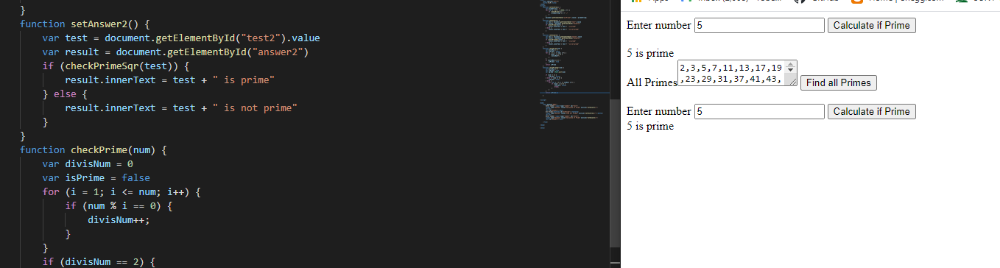 }
function setAnswer2() {
var test = document.getElementById("test2").value
var result = document.getElementById("answer2")
if (checkPrimeSqr(test)) {
result.innerText = test + " is prime"
} else {
result.innerText = test + " is not prime"
}
}
function checkPrime(num) {
var divisNum = 0
var isPrime = false
for (i = 1; i <= num; i++) {
if (num % i == 0) {
divisNum++;
}
}
if (divisNum == 2) {
Enter number 5 Calculate if Prime
5 is prime
All Primes 2,3,5,7,11,13,17,19
,23,29,31,37,41,43, Find all Primes
Enter number 5 Calculate if Prime
5 is prime